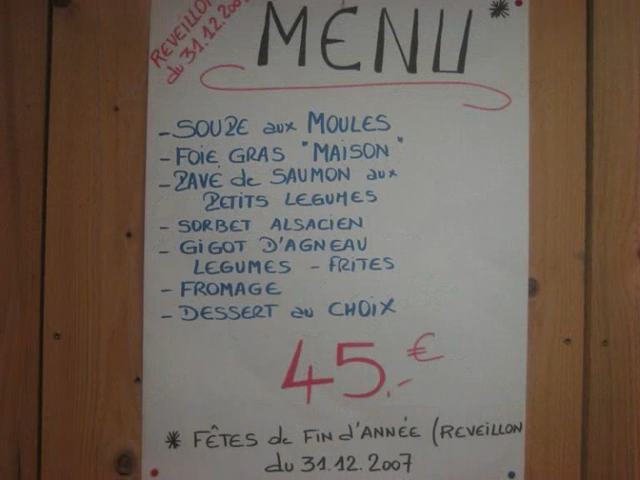 REVEILLON
du 31.12.2007
MENU*
- SOUPE aux MOULES
- FOIE GRAS "MAISON"
- PAVE de SAUMON aux
PETITS LEGUMES
- SORBET ALSACIEN
- GIGOT D'AGNEAU
LEGUMES - FRITES
- FROMAGE
- DESSERT au CHOIX
45.-€
* FÊTES de FIN d'ANNÉE (REVEILLON
du 31.12.2007